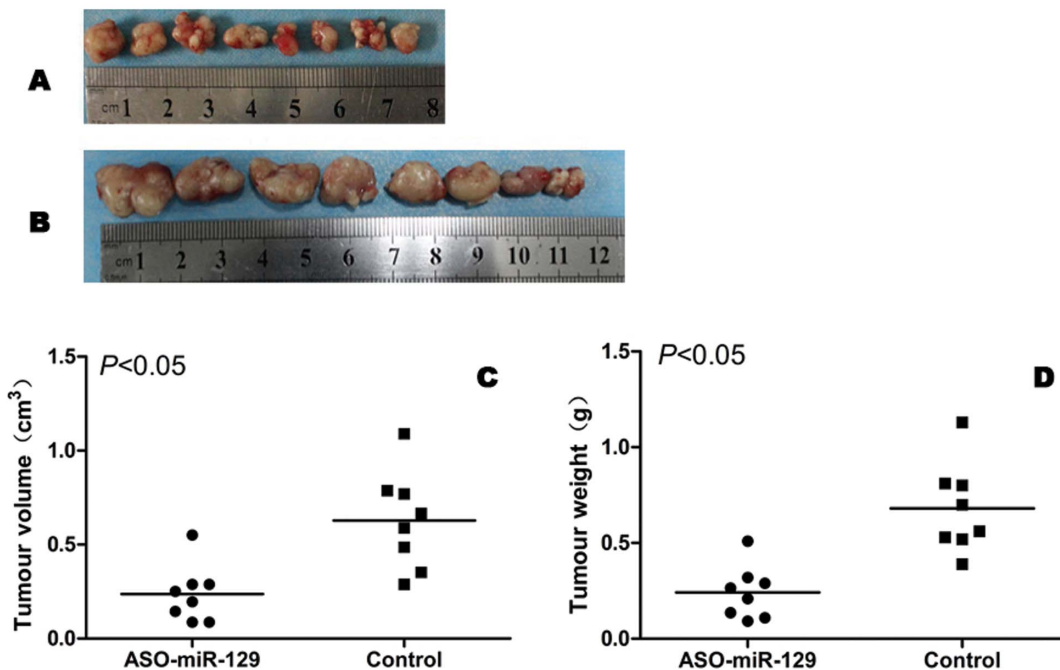 A
cm 1 2 3 4 5 6 7 8
B
cm 1 2 3 4 5 6 7 8 9 10 11 12
P<0.05
C
Tumour volume (cm³)
1.5
1.0
0.5
0.0
ASO-miR-129 Control
P<0.05
D
Tumour weight (g)
1.5
1.0
0.5
0.0
ASO-miR-129 Control